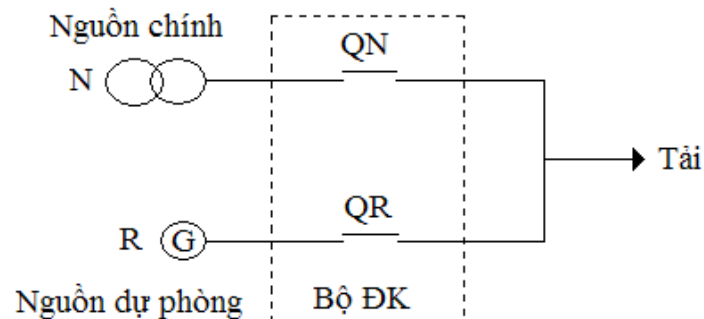 Nguồn chính
QN
N
Tải
QR
R G
Nguồn dự phòng
Bộ ĐK